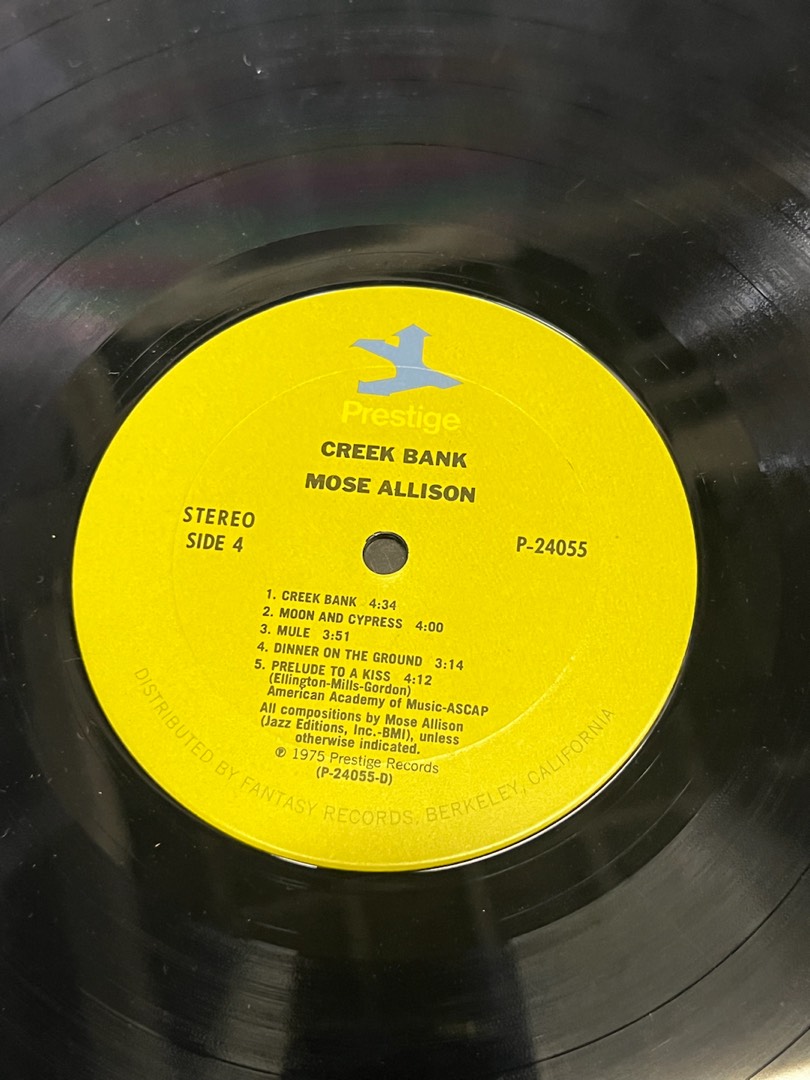 Prestige
CREEK BANK
MOSE ALLISON
STEREO
SIDE 4
P-24055
1. CREEK BANK 4:34
2. MOON AND CYPRESS 4:00
3. MULE 3:51
4. DINNER ON THE GROUND 3:14
5. PRELUDE TO A KISS 4:12
(Ellington-Mills-Gordon)
American Academy of Music-ASCAP
All compositions by Mose Allison
(Jazz Editions, Inc.-BMI), unless
otherwise indicated.
℗ 1975 Prestige Records
(P-24055-D)
DISTRIBUTED BY FANTASY RECORDS, BERKELEY, CALIFORNIA